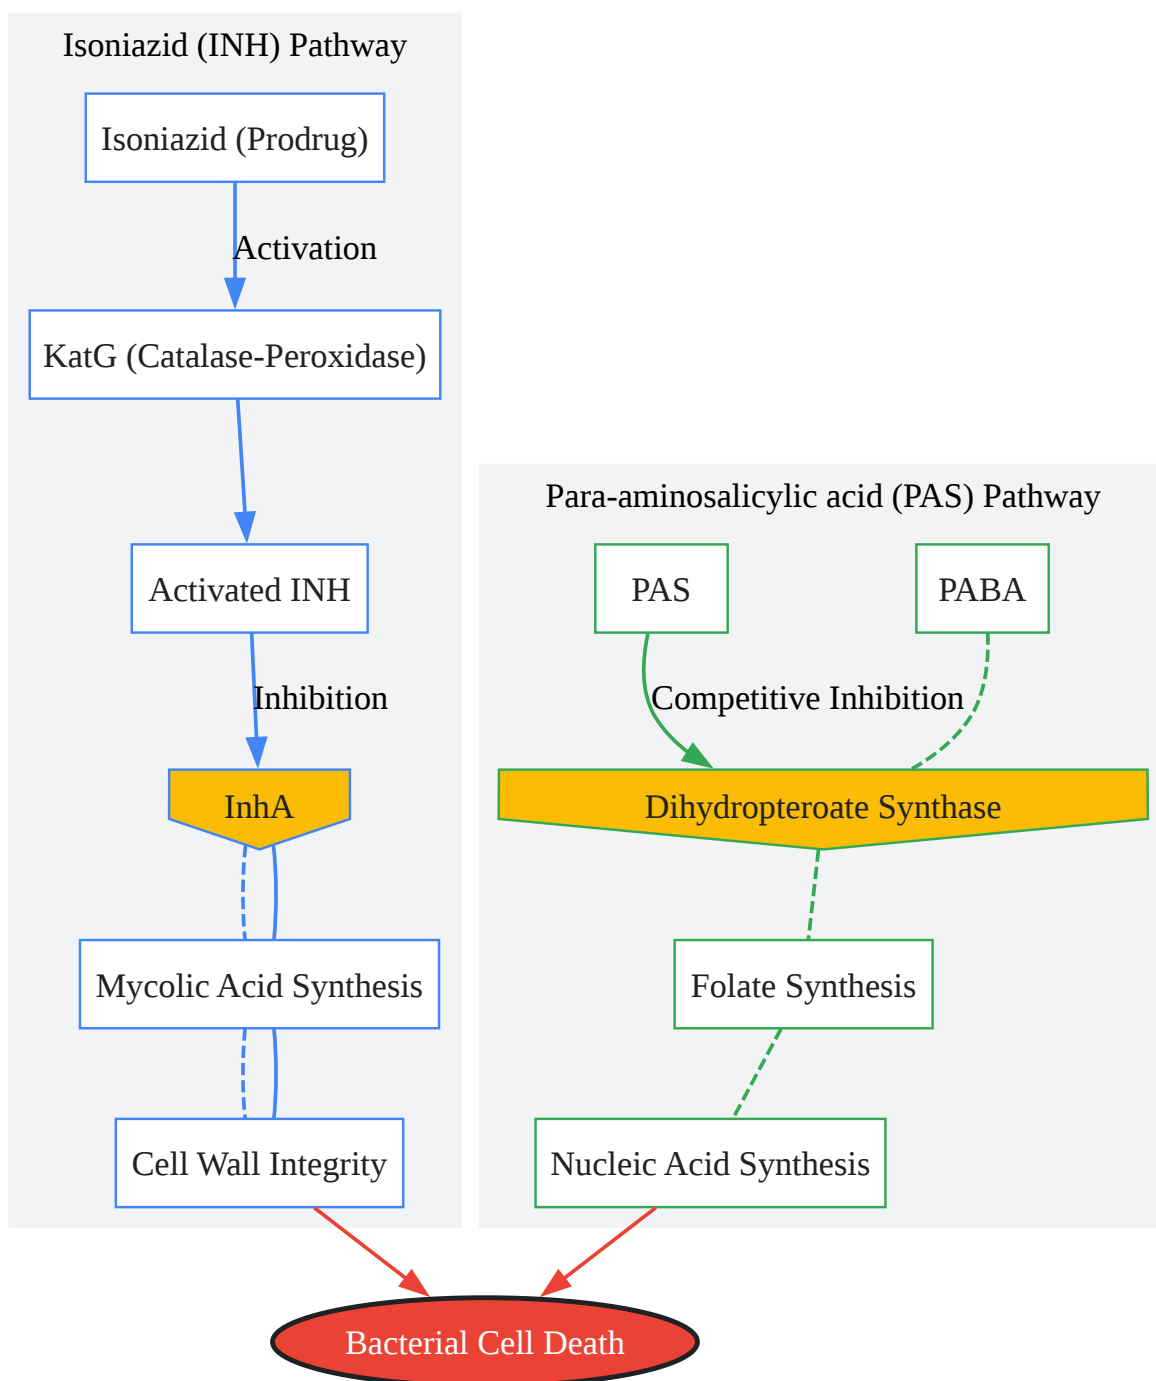 Isoniazid (INH) Pathway
Isoniazid (Prodrug)
Activation
KatG (Catalase-Peroxidase)
Activated INH
Inhibition
InhA
Mycolic Acid Synthesis
Cell Wall Integrity
Para-aminosalicylic acid (PAS) Pathway
PAS
PABA
Competitive Inhibition
Dihydropteroate Synthase
Folate Synthesis
Nucleic Acid Synthesis
Bacterial Cell Death